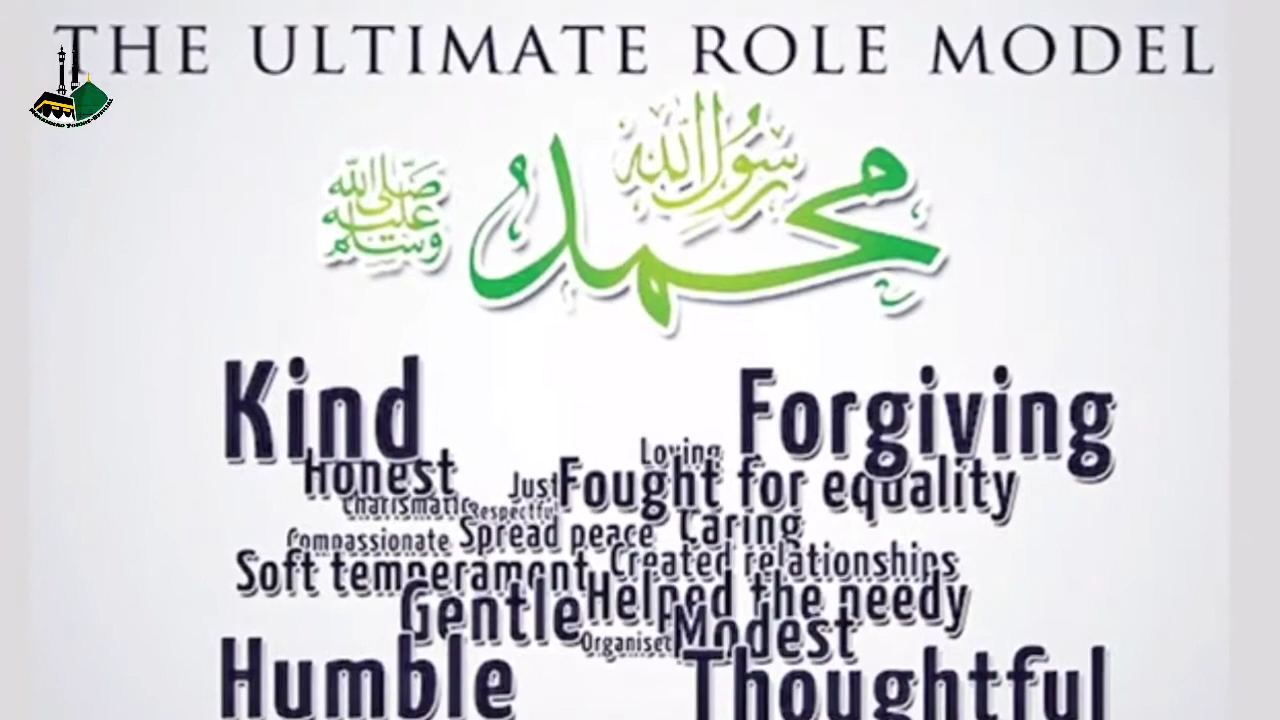 THE ULTIMATE ROLE MODEL
رسول الله
محمد
صلى الله
عليه
وسلم
Kind Forgiving
Honest Loving
Just Fought for equality
Charismatic Respectful
Compassionate Spread peace Caring
Soft temperament Created relationships
Gentle Helped the needy
Organised Modest
Humble Thoughtful